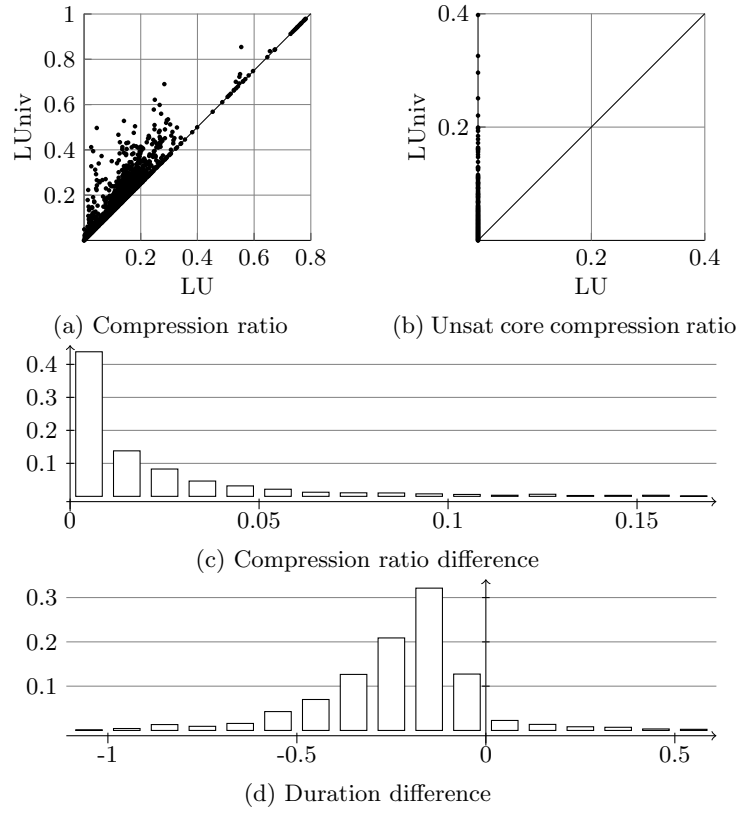 1
0.8
0.6
0.4
0.2
LUniv
0.2 0.4 0.6 0.8
LU
(a) Compression ratio
0.4
0.2
LUniv
0.2 0.4
LU
(b) Unsat core compression ratio
0.4
0.3
0.2
0.1
0 0.05 0.1 0.15
(c) Compression ratio difference
0.3
0.2
0.1
-1 -0.5 0 0.5
(d) Duration difference